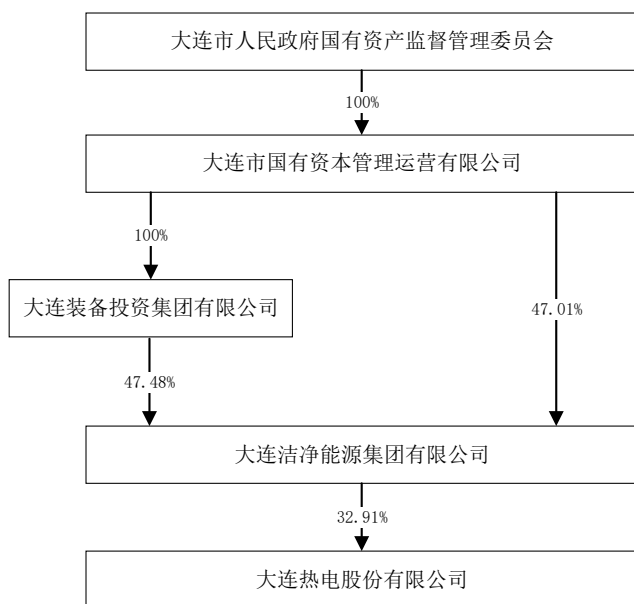 大连市人民政府国有资产监督管理委员会
100%
大连市国有资本管理运营有限公司
100%
大连装备投资集团有限公司
47.01%
47.48%
大连洁净能源集团有限公司
32.91%
大连热电股份有限公司